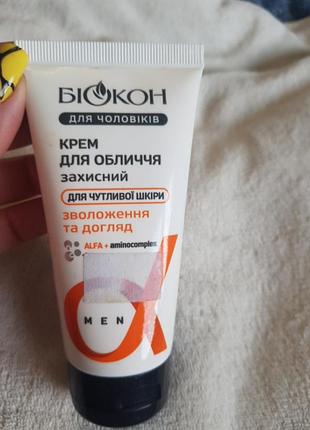 БІОКОН
ДЛЯ ЧОЛОВІКІВ
КРЕМ
ДЛЯ ОБЛИЧЧЯ
захисний
ДЛЯ ЧУТЛИВОЇ ШКІРИ
зволоження
та догляд
ALFA + aminocomplex
MEN